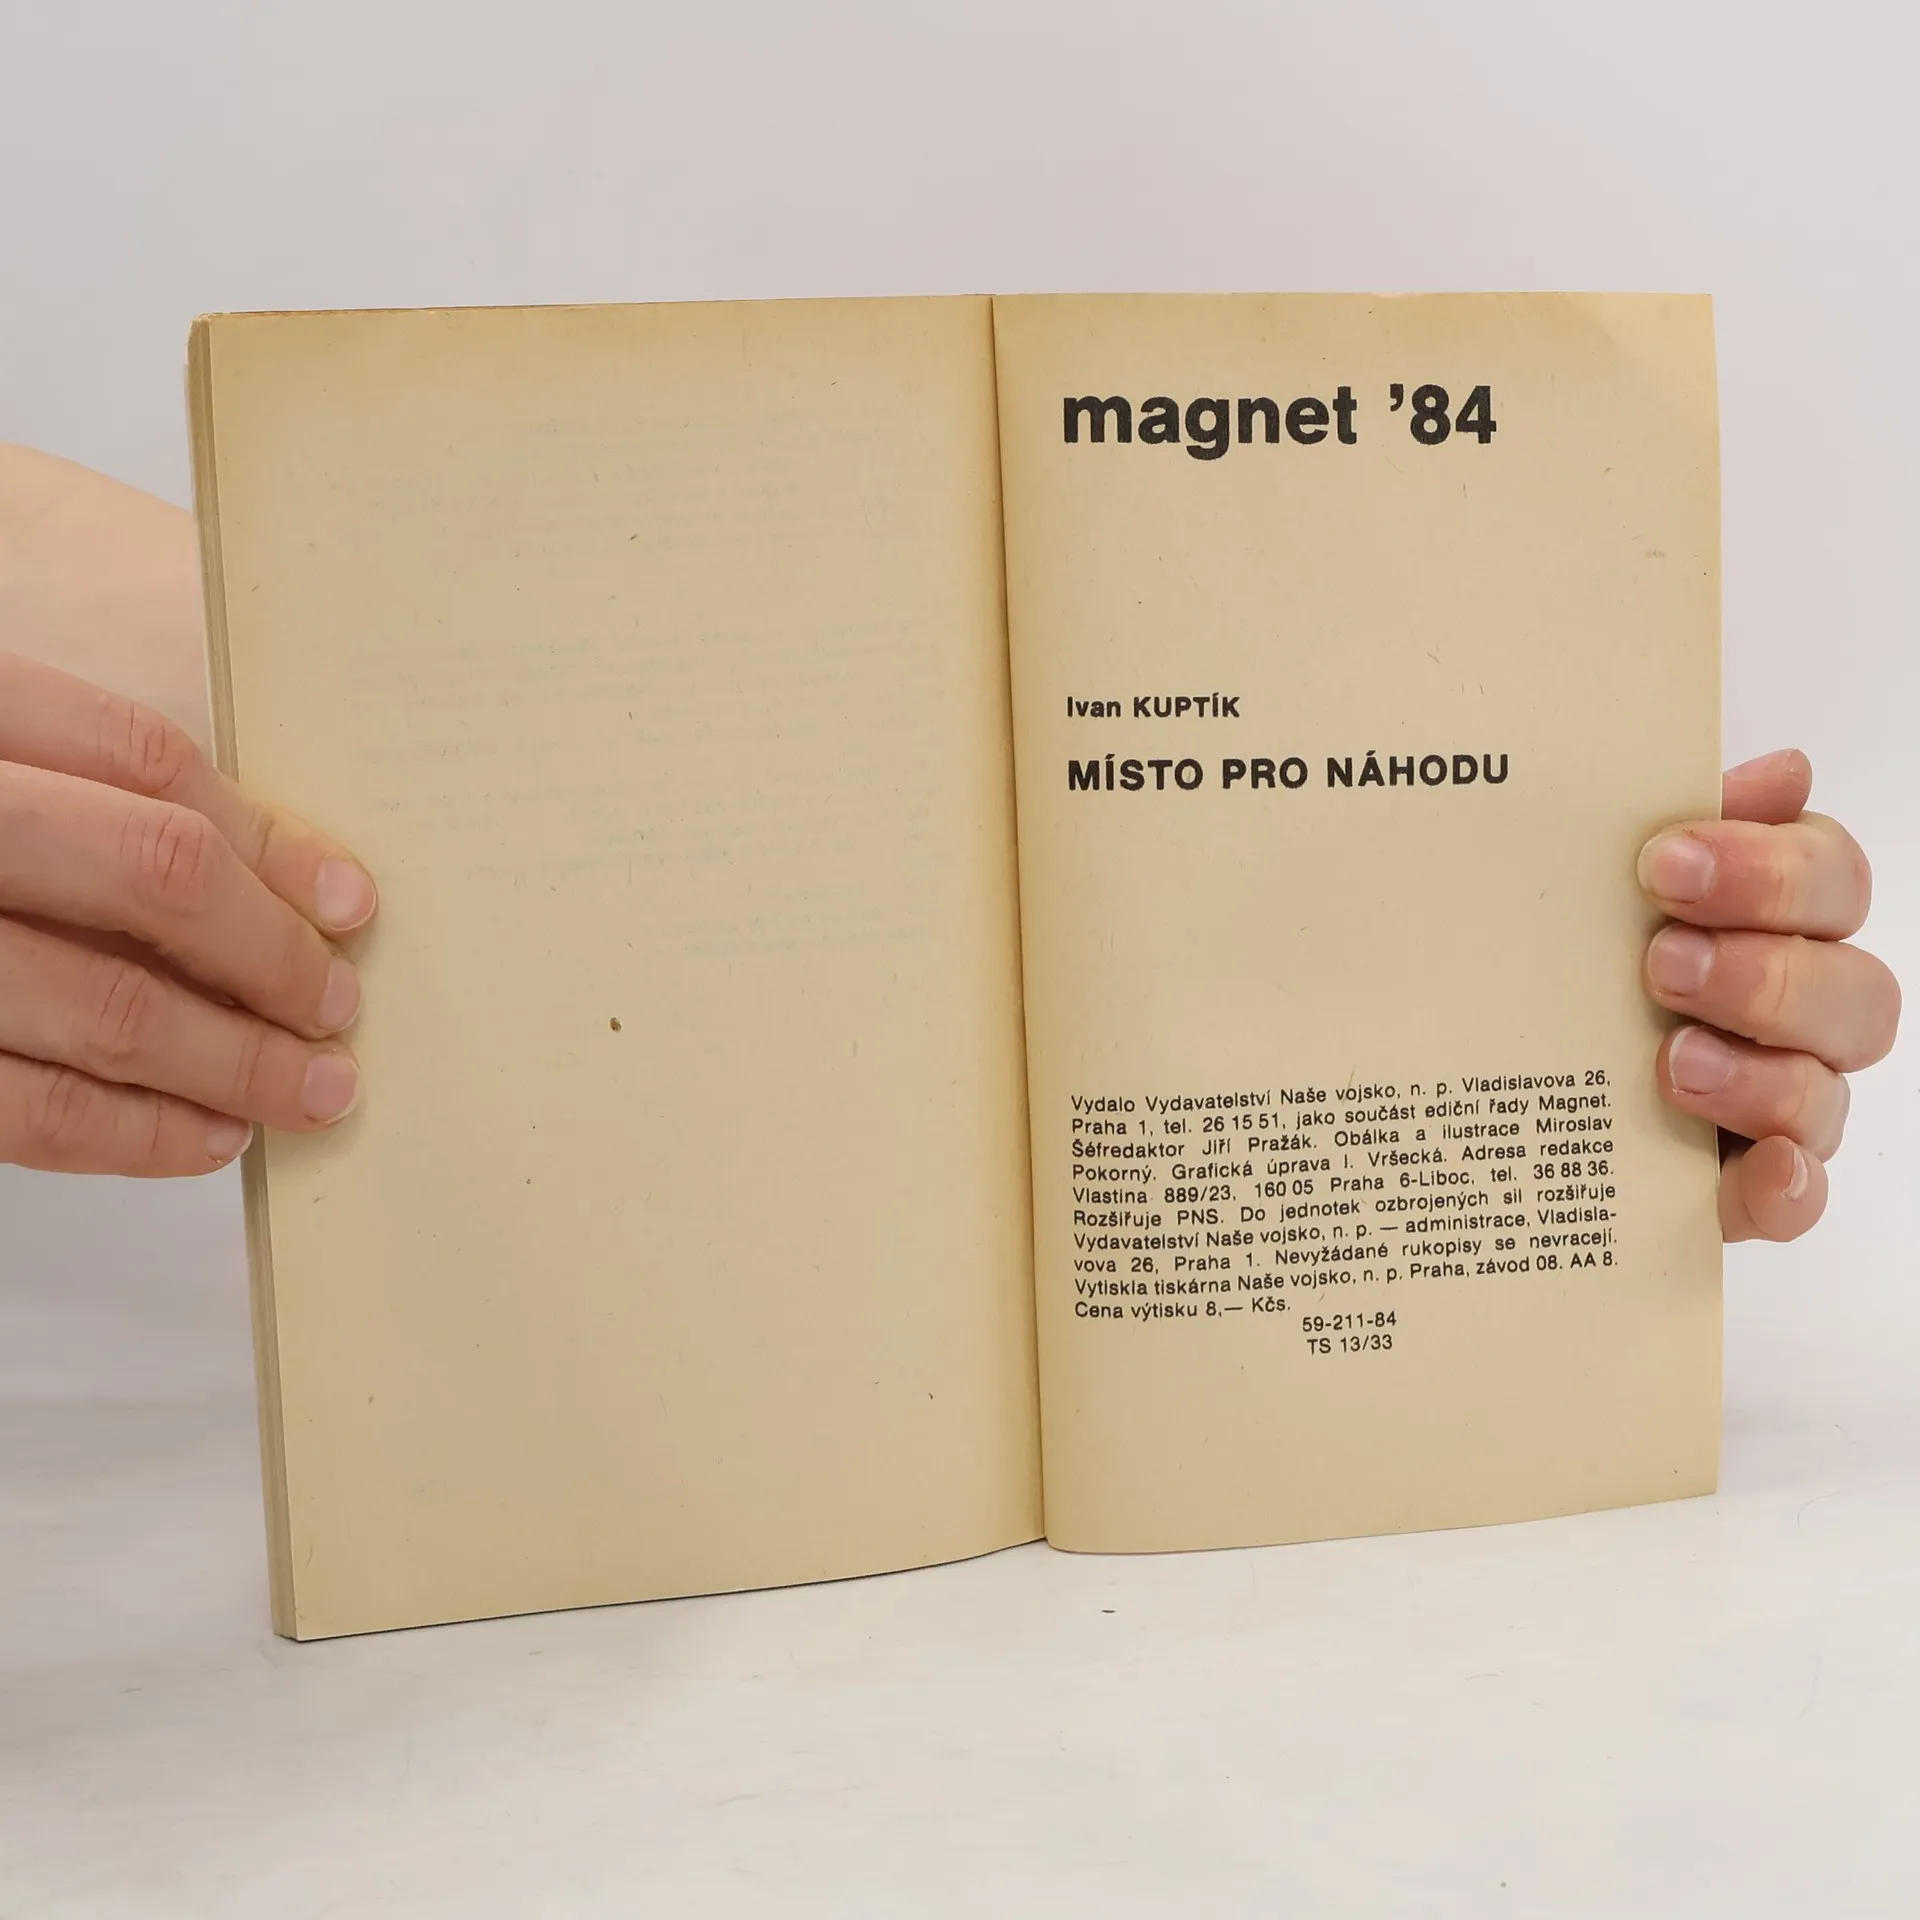 magnet ’84
Ivan KUPTÍK
MÍSTO PRO NÁHODU
Vydalo Vydavatelství Naše vojsko, n. p. Vladislavova 26,
Praha 1, tel. 26 15 51, jako součást ediční řady Magnet.
Šéfredaktor Jiří Pražák. Obálka a ilustrace Miroslav
Pokorný. Grafická úprava I. Vršecká. Adresa redakce
Vlastina 889/23, 160 05 Praha 6-Liboc, tel. 36 88 36.
Rozšiřuje PNS. Do jednotek ozbrojených sil rozšiřuje
Vydavatelství Naše vojsko, n. p. — administrace, Vladisla-
vova 26, Praha 1. Nevyžádané rukopisy se nevracejí.
Vytiskla tiskárna Naše vojsko, n. p. Praha, závod 08. AA 8.
Cena výtisku 8,— Kčs.
59-211-84
TS 13/33